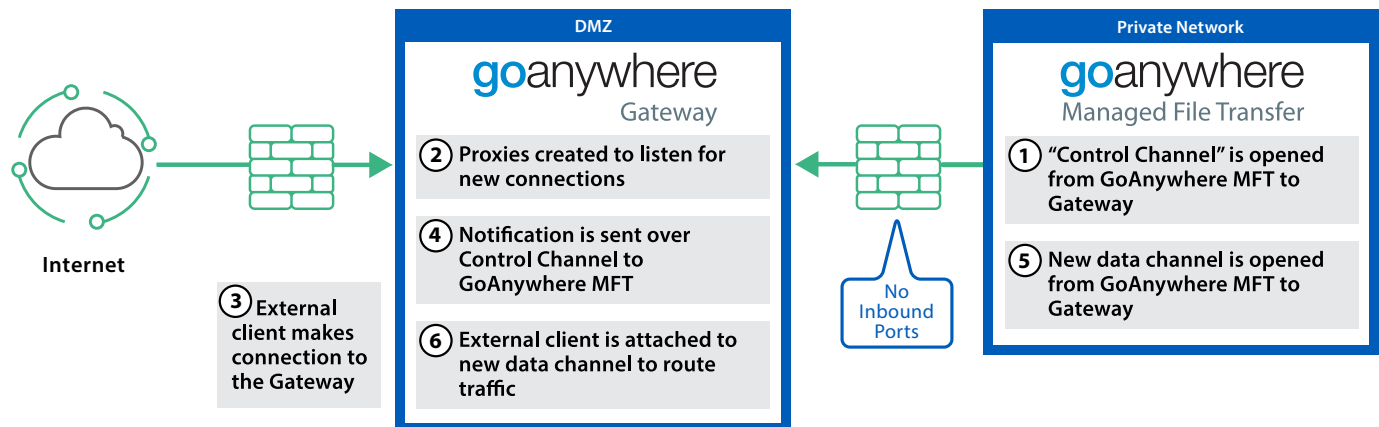 DMZ
goanywhere
Gateway
2 Proxies created to listen for
new connections
4 Notification is sent over
Control Channel to
GoAnywhere MFT
6 External client is attached to
new data channel to route
traffic
Private Network
goanywhere
Managed File Transfer
1 “Control Channel” is opened
from GoAnywhere MFT to
Gateway
5 New data channel is opened
from GoAnywhere MFT to
Gateway
Internet
3 External
client makes
connection to
the Gateway
No
Inbound
Ports